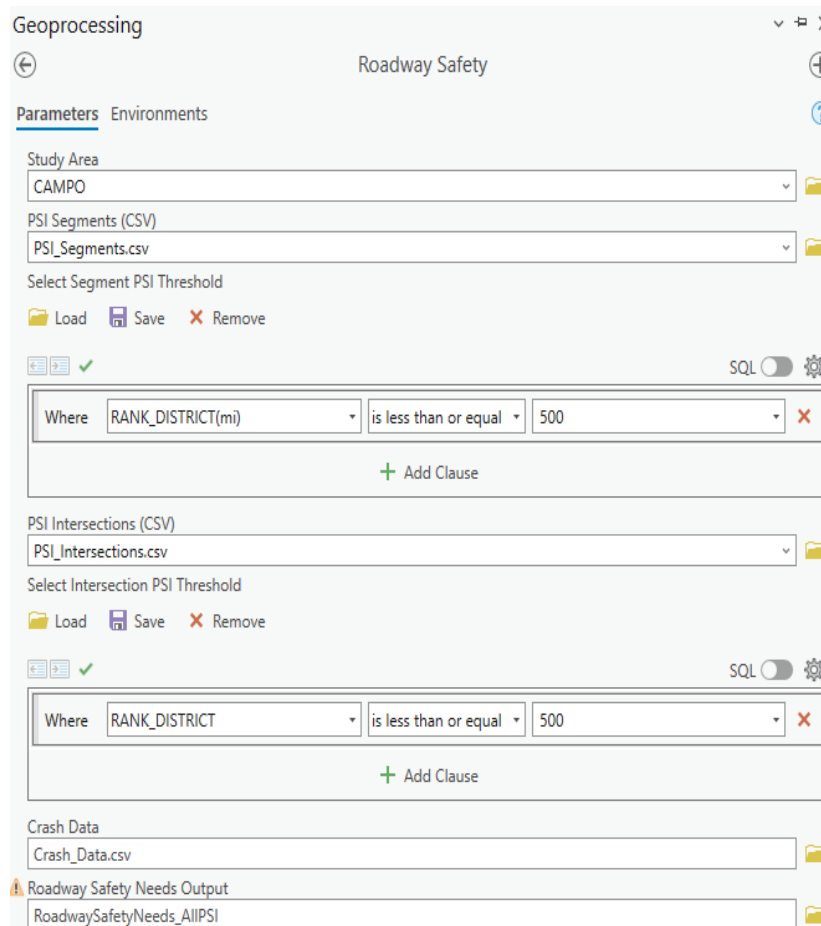 Geoprocessing
Roadway Safety
Parameters Environments
Study Area
CAMPO
PSI Segments (CSV)
PSI_Segments.csv
Select Segment PSI Threshold
Load Save Remove
SQL
Where RANK_DISTRICT(mi) is less than or equal 500
Add Clause
PSI Intersections (CSV)
PSI_Intersections.csv
Select Intersection PSI Threshold
Load Save Remove
SQL
Where RANK_DISTRICT is less than or equal 500
Add Clause
Crash Data
Crash_Data.csv
Roadway Safety Needs Output
RoadwaySafetyNeeds_AllPSI